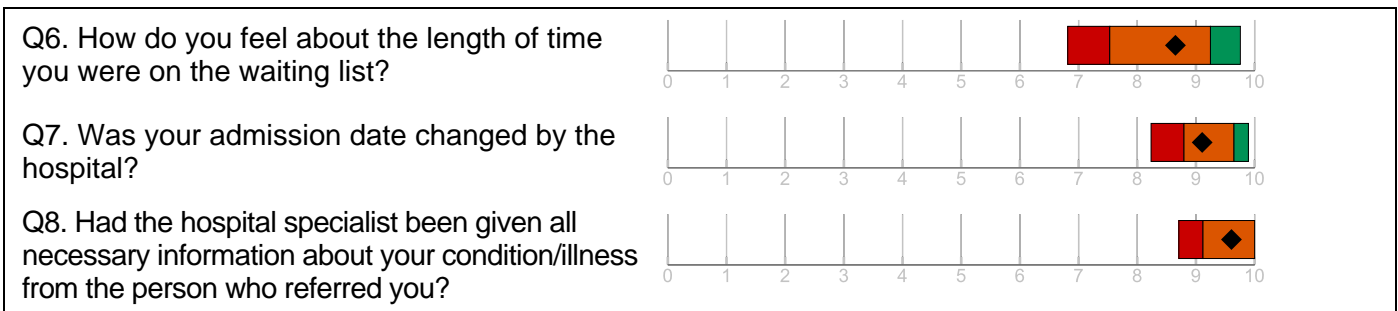 Q6. How do you feel about the length of time
you were on the waiting list?
0 1 2 3 4 5 6 7 8 9 10
Q7. Was your admission date changed by the
hospital?
0 1 2 3 4 5 6 7 8 9 10
Q8. Had the hospital specialist been given all
necessary information about your condition/illness
from the person who referred you?
0 1 2 3 4 5 6 7 8 9 10